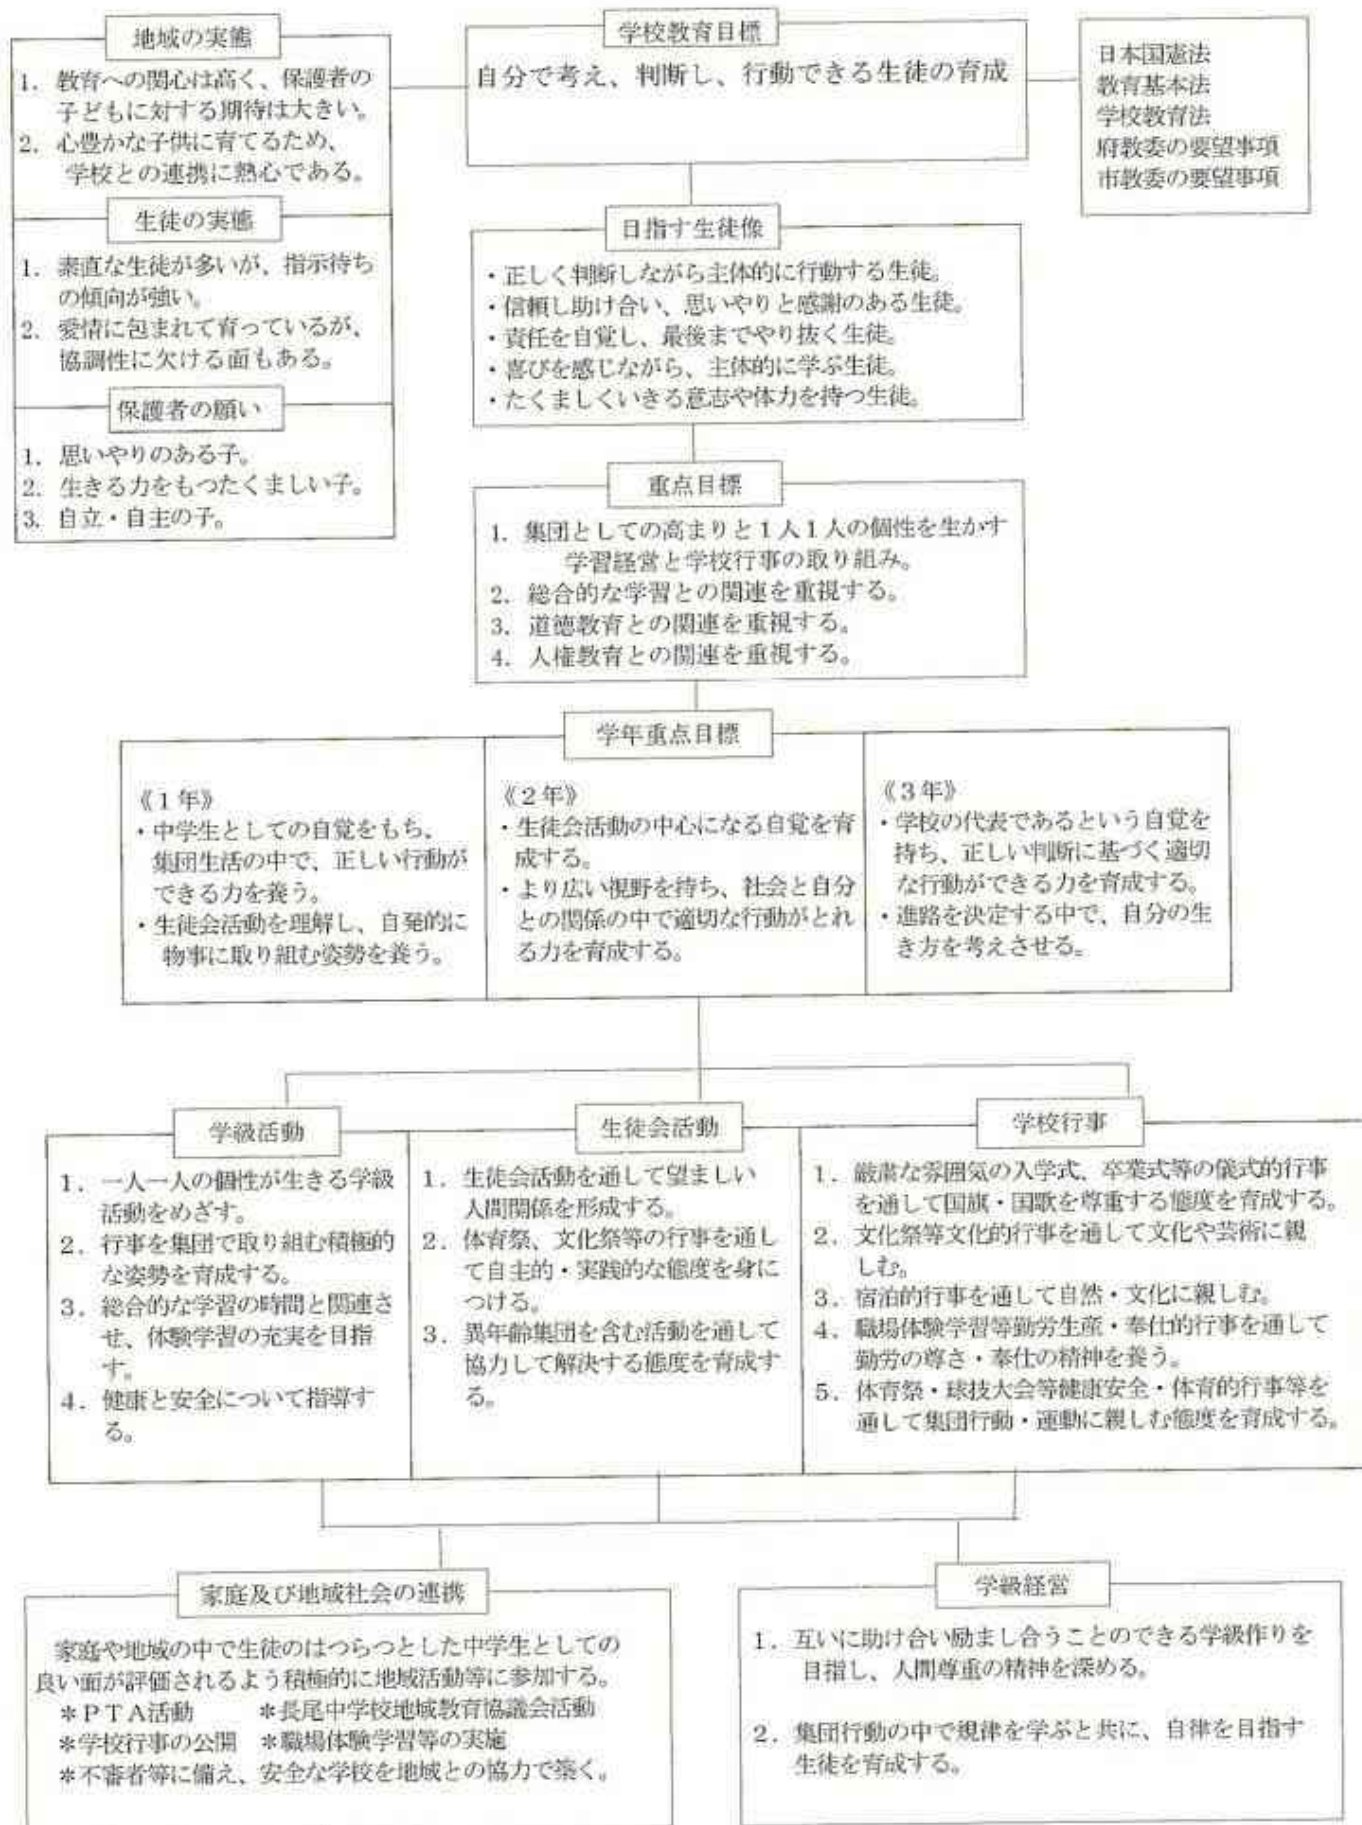 地域の実態
1. 教育への関心は高く、保護者の
子どもに対する期待は大きい。
2. 心豊かな子供に育てるため、
学校との連携に熱心である。
生徒の実態
1. 素直な生徒が多いが、指示待ち
の傾向が強い。
2. 愛情に包まれて育っているが、
協調性に欠ける面もある。
保護者の願い
1. 思いやりのある子。
2. 生きる力をもつたくましい子。
3. 自立・自主の子。
学校教育目標
自分で考え、判断し、行動できる生徒の育成
日本国憲法
教育基本法
学校教育法
府教委の要望事項
市教委の要望事項
目指す生徒像
・正しく判断しながら主体的に行動する生徒。
・信頼し助け合い、思いやりと感謝のある生徒。
・責任を自覚し、最後までやり抜く生徒。
・喜びを感じながら、主体的に学ぶ生徒。
・たくましくいきる意志や体力を持つ生徒。
重点目標
1. 集団としての高まりと1人1人の個性を生かす
学習経営と学校行事の取り組み。
2. 総合的な学習との関連を重視する。
3. 道徳教育との関連を重視する。
4. 人権教育との関連を重視する。
学年重点目標
《1年》
・中学生としての自覚をもち、
集団生活の中で、正しい行動が
できる力を養う。
・生徒会活動を理解し、自発的に
物事に取り組む姿勢を養う。
《2年》
・生徒会活動の中心になる自覚を育
成する。
・より広い視野を持ち、社会と自分
との関係の中で適切な行動がとれ
る力を育成する。
《3年》
・学校の代表であるという自覚を
持ち、正しい判断に基づく適切
な行動ができる力を育成する。
・進路を決定する中で、自分の生
き方を考えさせる。
学級活動
1. 一人一人の個性が生きる学級
活動をめざす。
2. 行事を集団で取り組む積極的
な姿勢を育成する。
3. 総合的な学習の時間と関連さ
せ、体験学習の充実を目指
す。
4. 健康と安全について指導す
る。
生徒会活動
1. 生徒会活動を通して望ましい
人間関係を形成する。
2. 体育祭、文化祭等の行事を通し
て自主的・実践的な態度を身に
つける。
3. 異年齢集団を含む活動を通して
協力して解決する態度を育成す
る。
学校行事
1. 厳粛な雰囲気の入学式、卒業式等の儀式的行事
を通して国旗・国歌を尊重する態度を育成する。
2. 文化祭等文化的行事を通して文化や芸術に親
しむ。
3. 宿泊的行事を通して自然・文化に親しむ。
4. 職場体験学習等勤労生産・奉仕的行事を通して
勤労の尊さ・奉仕の精神を養う。
5. 体育祭・球技大会等健康安全・体育的行事等を
通して集団行動・運動に親しむ態度を育成する。
家庭及び地域社会の連携
家庭や地域の中で生徒のはつらつとした中学生としての
良い面が評価されるよう積極的に地域活動等に参加する。
＊PTA活動 ＊長尾中学校地域教育協議会活動
＊学校行事の公開 ＊職場体験学習等の実施
＊不審者等に備え、安全な学校を地域との協力で築く。
学級経営
1. 互いに助け合い励まし合うことのできる学級作りを
目指し、人間尊重の精神を深める。
2. 集団行動の中で規律を学ぶと共に、自律を目指す
生徒を育成する。